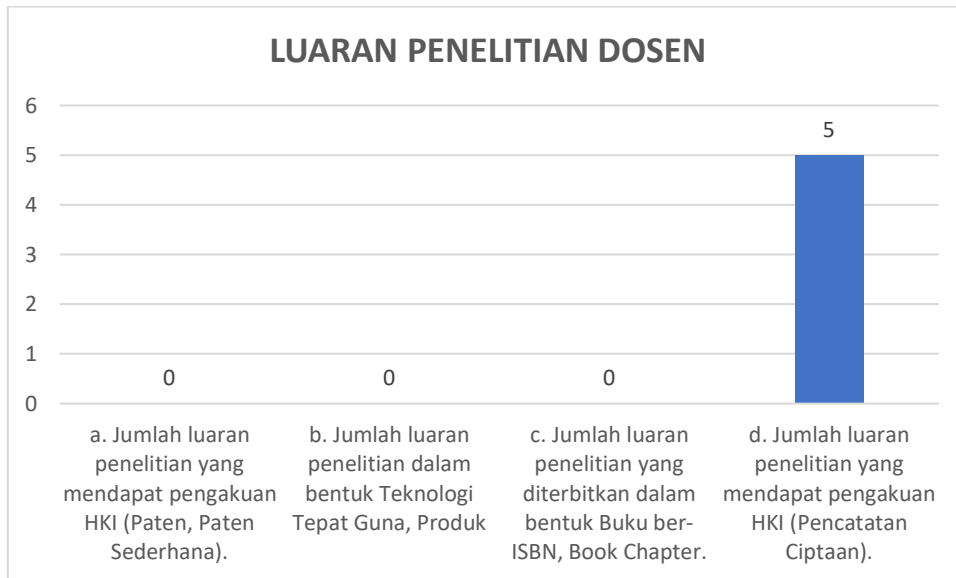 LUARAN PENELITIAN DOSEN
6
5
4
3
2
1
0
0
0
0
5
a. Jumlah luaran
penelitian yang
mendapat pengakuan
HKI (Paten, Paten
Sederhana).
b. Jumlah luaran
penelitian dalam
bentuk Teknologi
Tepat Guna, Produk
c. Jumlah luaran
penelitian yang
diterbitkan dalam
bentuk Buku ber-
ISBN, Book Chapter.
d. Jumlah luaran
penelitian yang
mendapat pengakuan
HKI (Pencatatan
Ciptaan).